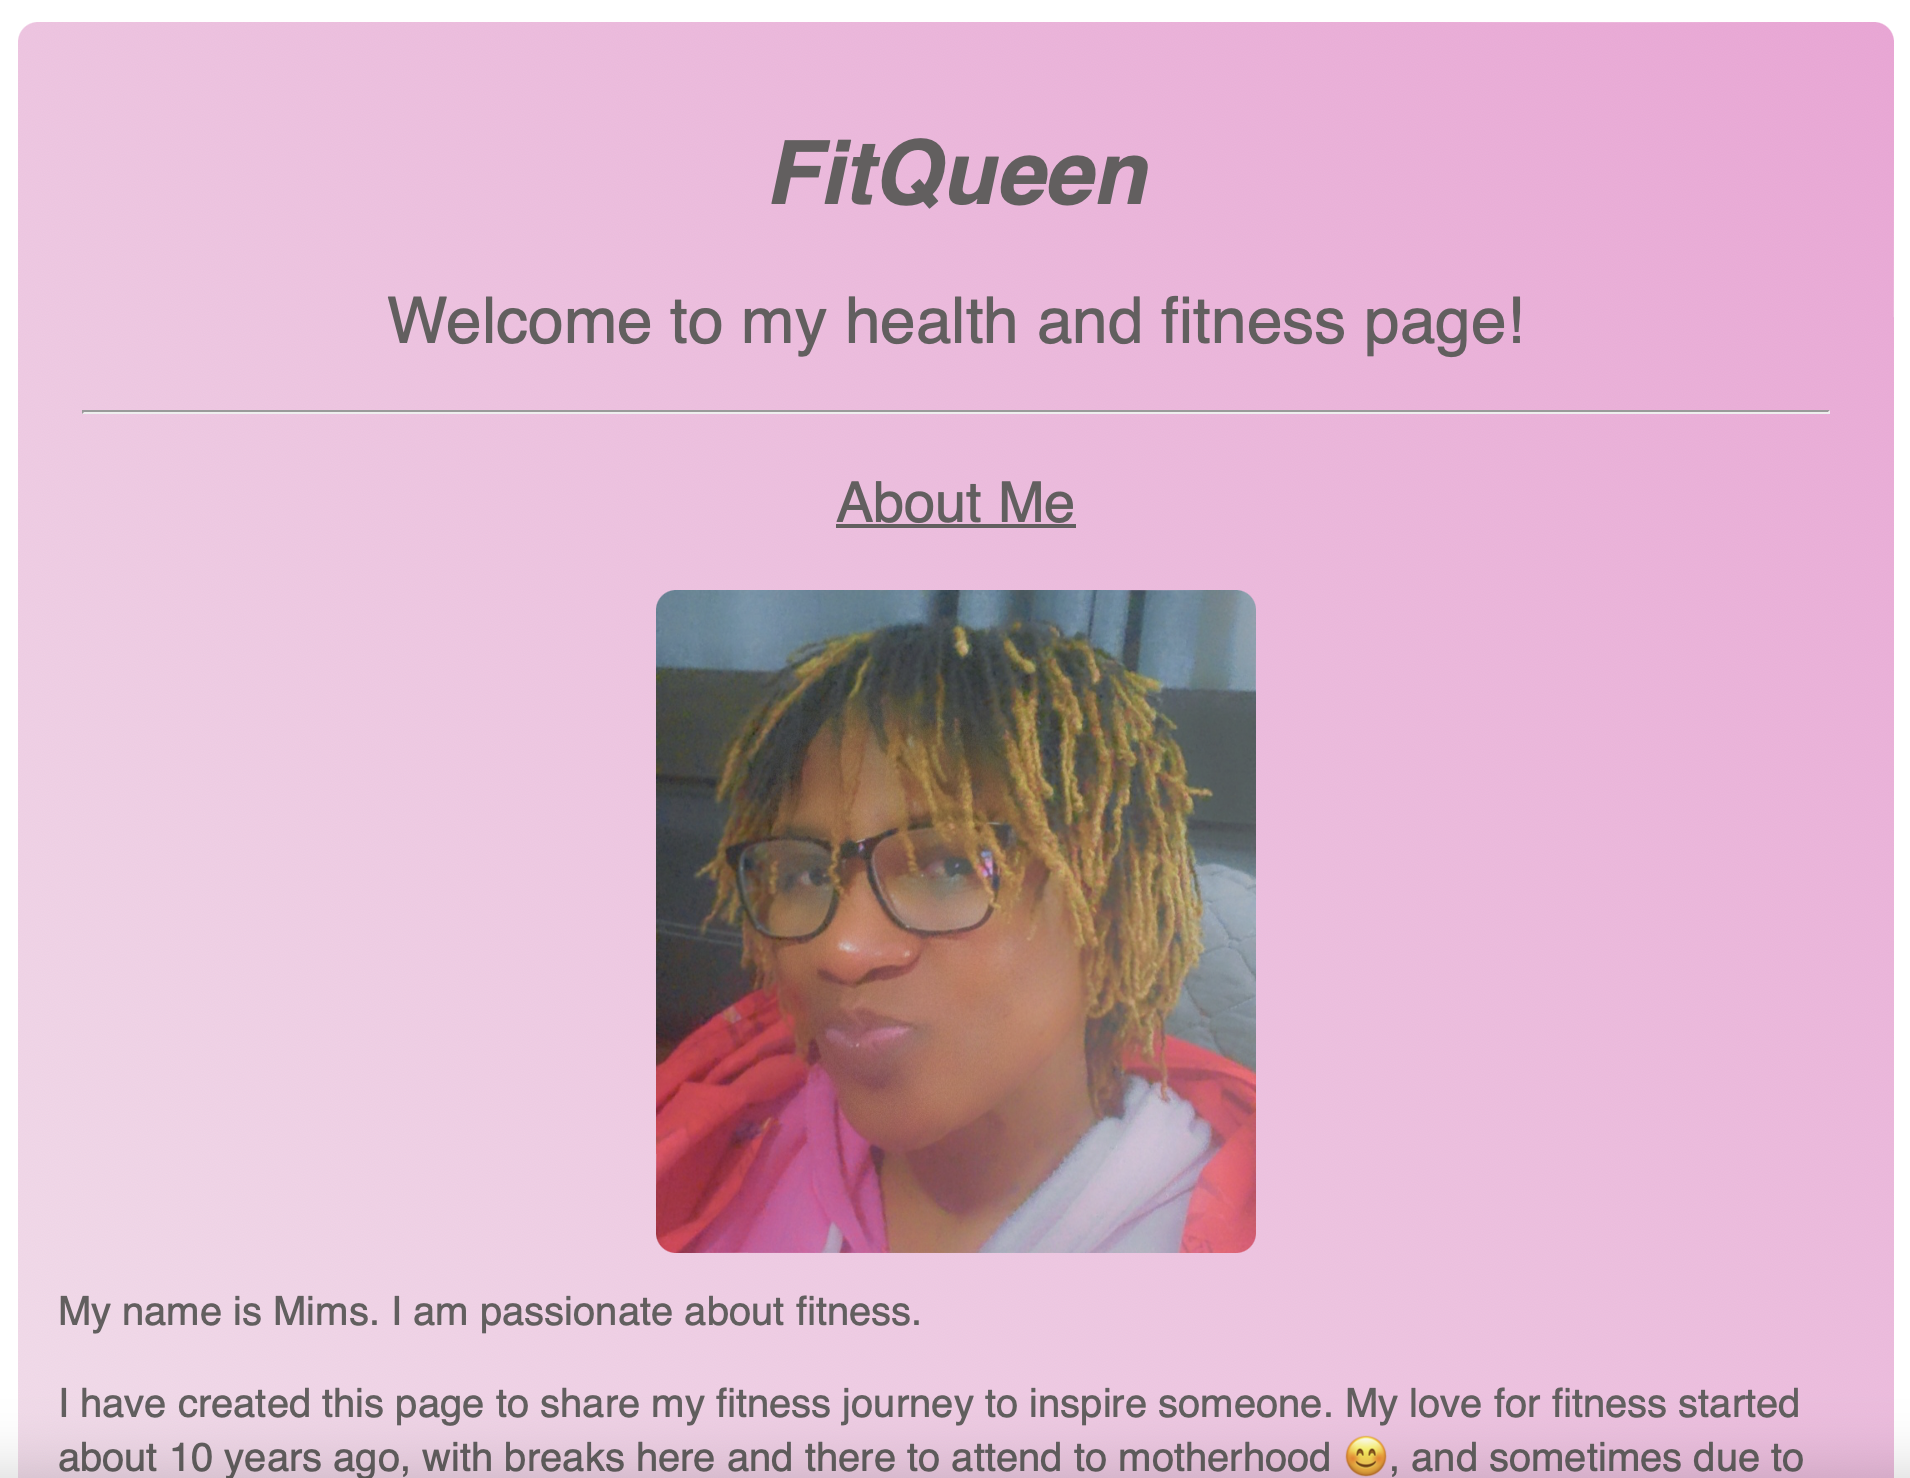 FitQueen
Welcome to my health and fitness page!
About Me
My name is Mims. I am passionate about fitness.
I have created this page to share my fitness journey to inspire someone. My love for fitness started
about 10 years ago, with breaks here and there to attend to motherhood 😊, and sometimes due to